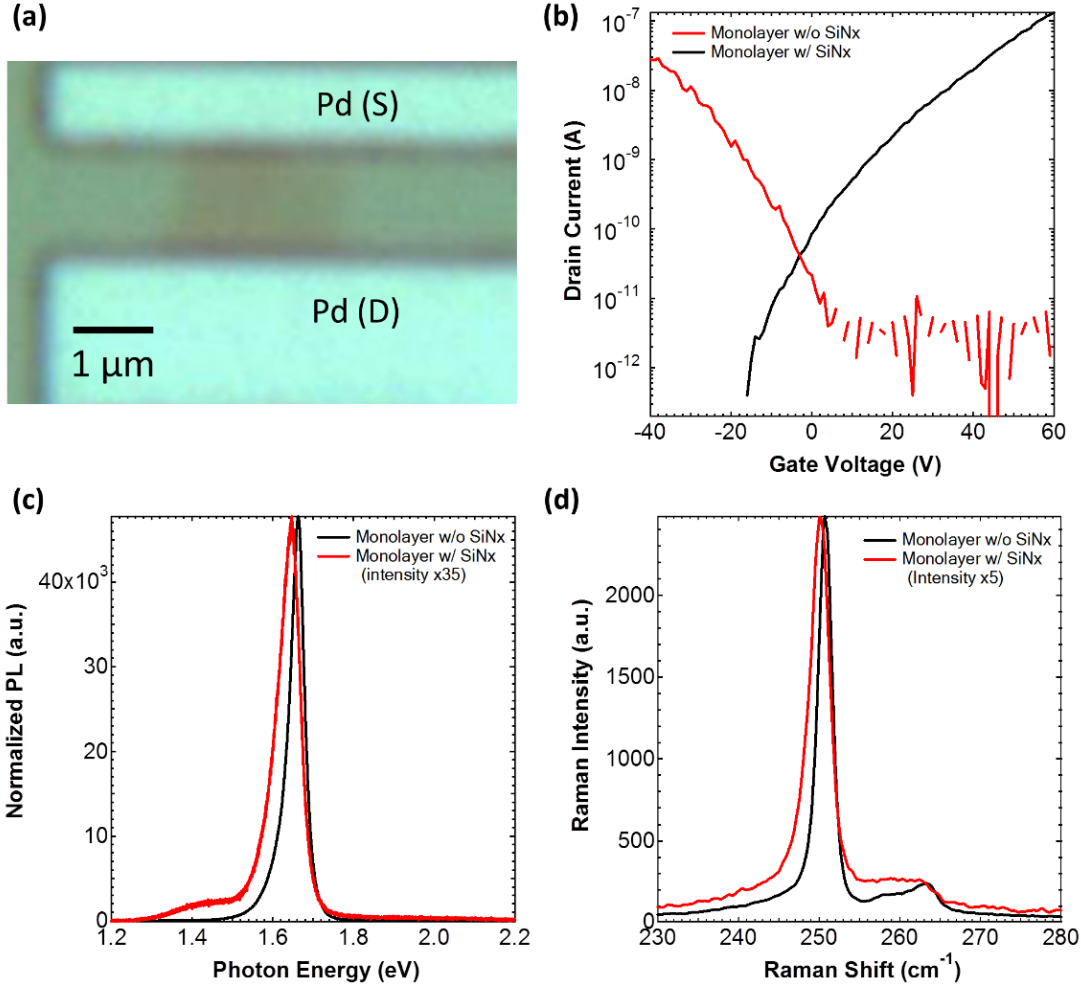 (a)
Pd (S)
Pd (D)
1 μm
(b)
Monolayer w/o SiNx
Monolayer w/ SiNx
10-7
10-8
10-9
10-10
10-11
10-12
Drain Current (A)
-40 -20 0 20 40 60
Gate Voltage (V)
(c)
Monolayer w/o SiNx
Monolayer w/ SiNx
(intensity x35)
40x10³
30
20
10
0
Normalized PL (a.u.)
1.2 1.4 1.6 1.8 2.0 2.2
Photon Energy (eV)
(d)
Monolayer w/o SiNx
Monolayer w/ SiNx
(Intensity x5)
2000
1500
1000
500
0
Raman Intensity (a.u.)
230 240 250 260 270 280
Raman Shift (cm-1)